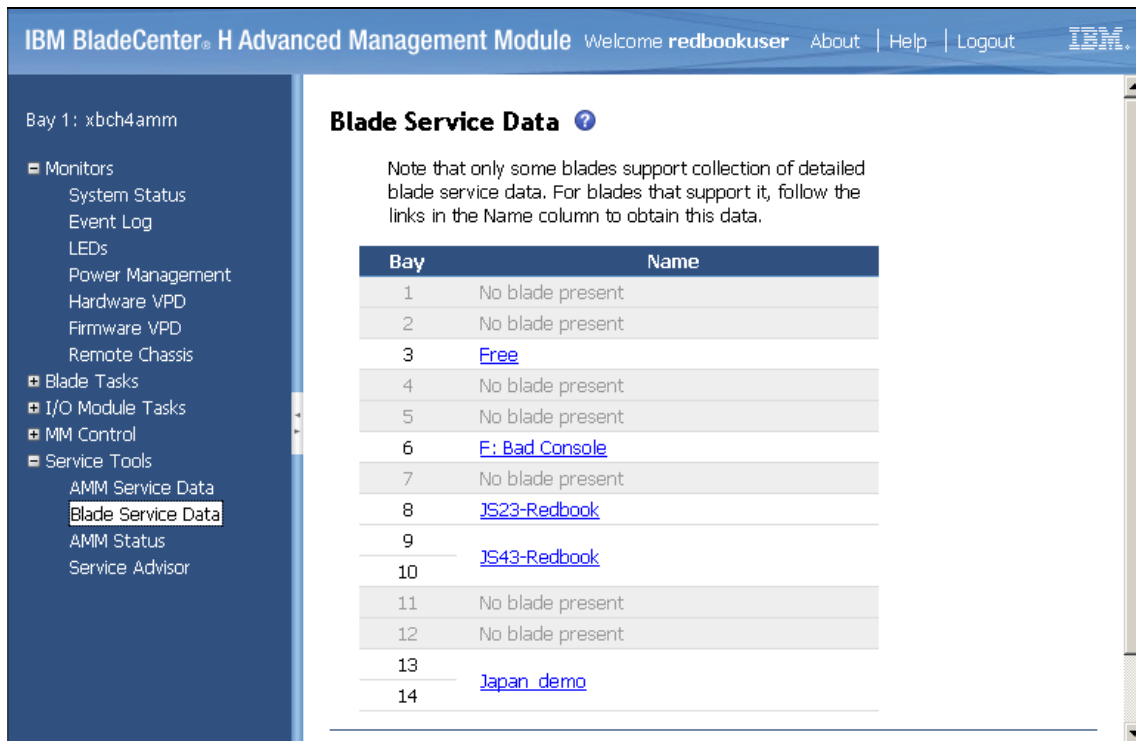 IBM BladeCenter® H Advanced Management Module Welcome redbookuser About | Help | Logout IBM.
Bay 1: xbch4amm
Monitors
System Status
Event Log
LEDs
Power Management
Hardware VPD
Firmware VPD
Remote Chassis
Blade Tasks
I/O Module Tasks
MM Control
Service Tools
AMM Service Data
Blade Service Data
AMM Status
Service Advisor
Blade Service Data ?
Note that only some blades support collection of detailed
blade service data. For blades that support it, follow the
links in the Name column to obtain this data.
Bay Name
1 No blade present
2 No blade present
3 Free
4 No blade present
5 No blade present
6 F: Bad Console
7 No blade present
8 JS23-Redbook
9
JS43-Redbook
10
11 No blade present
12 No blade present
13
Japan_demo
14